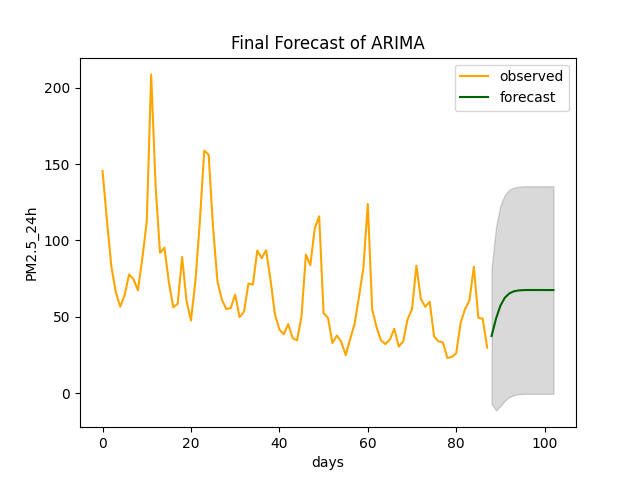 Final Forecast of ARIMA
observed
forecast
200
150
100
50
0
PM2.5_24h
0 20 40 60 80 100
days